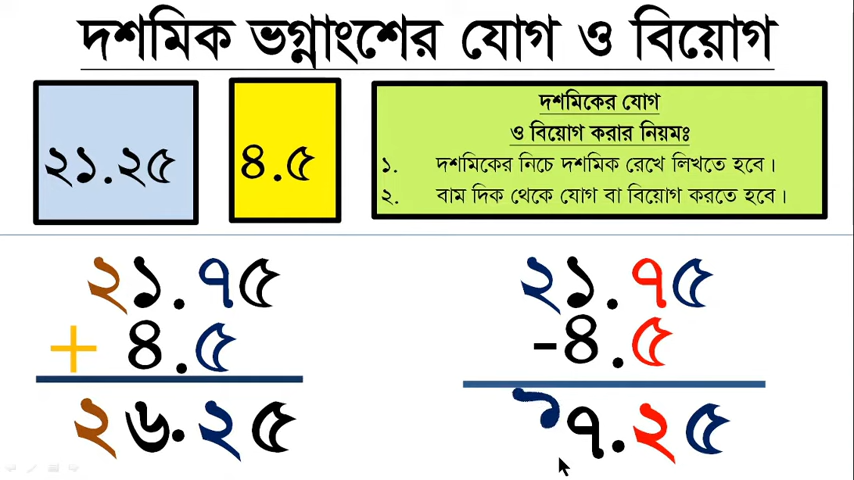 দশমিক ভগ্নাংশের যোগ ও বিয়োগ
২১.২৫
৪.৫
দশমিকের যোগ
ও বিয়োগ করার নিয়মঃ
১. দশমিকের নিচে দশমিক রেখে লিখতে হবে।
২. বাম দিক থেকে যোগ বা বিয়োগ করতে হবে।
২১.৭৫
+ ৪.৫
২৬.২৫
২১.৭৫
-৪.৫
১৭.২৫